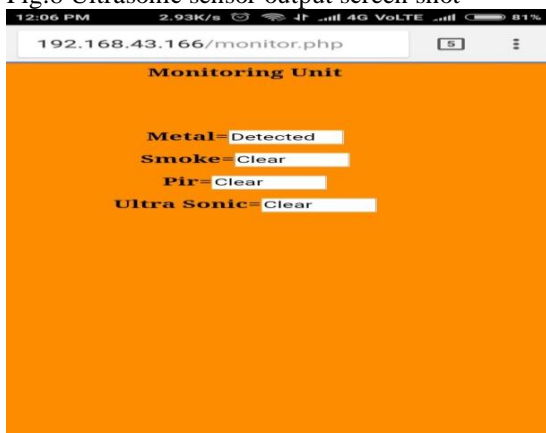 Fig.6 Ultrasonic sensor output screen shot
12:06 PM 2.93K/s 4G VoLTE 81%
192.168.43.166/monitor.php 5
Monitoring Unit
Metal=Detected
Smoke=Clear
Pir=Clear
Ultra Sonic=Clear